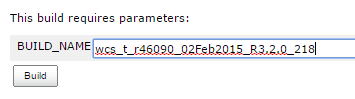 This build requires parameters:
BUILD_NAME wcs_t_r46090_02Feb2015_R3.2.0_218
Build